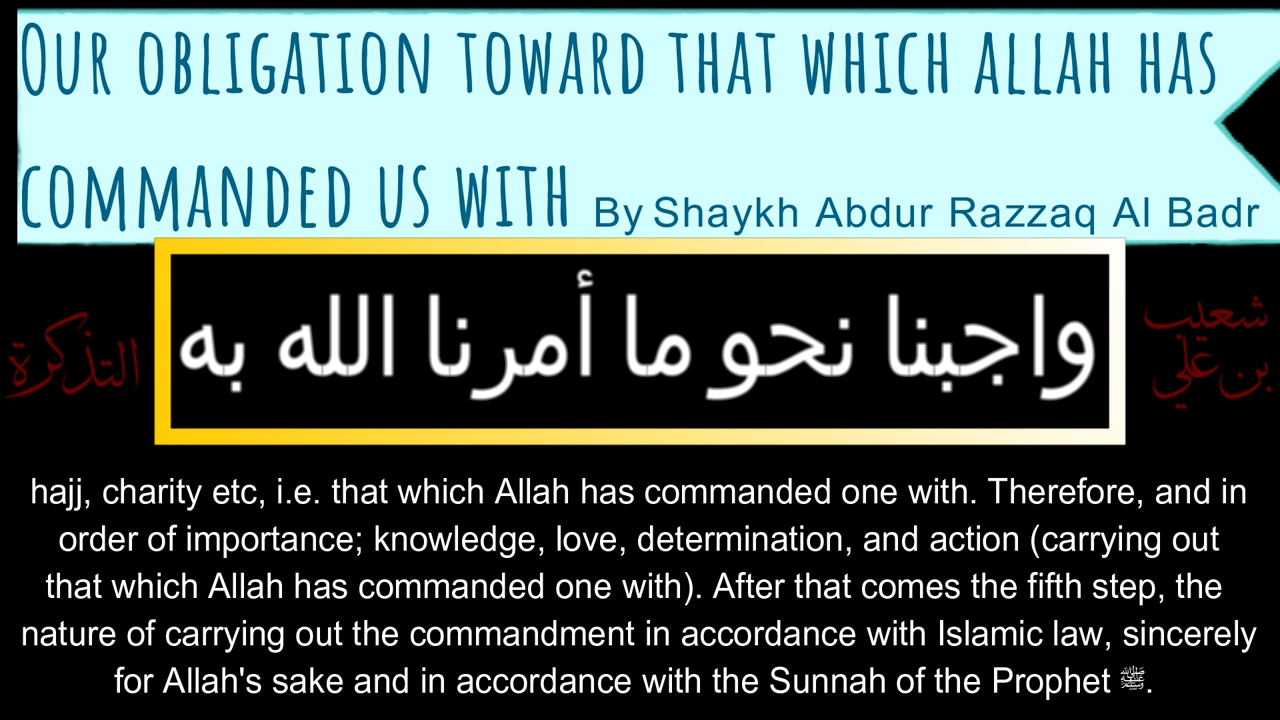 Our obligation toward that which Allah has
commanded us with By Shaykh Abdur Razzaq Al Badr
واجبنا نحو ما أمرنا الله به
شعيب
بن علي
التذكرة
hajj, charity etc, i.e. that which Allah has commanded one with. Therefore, and in
order of importance; knowledge, love, determination, and action (carrying out
that which Allah has commanded one with). After that comes the fifth step, the
nature of carrying out the commandment in accordance with Islamic law, sincerely
for Allah's sake and in accordance with the Sunnah of the Prophet ﷺ.